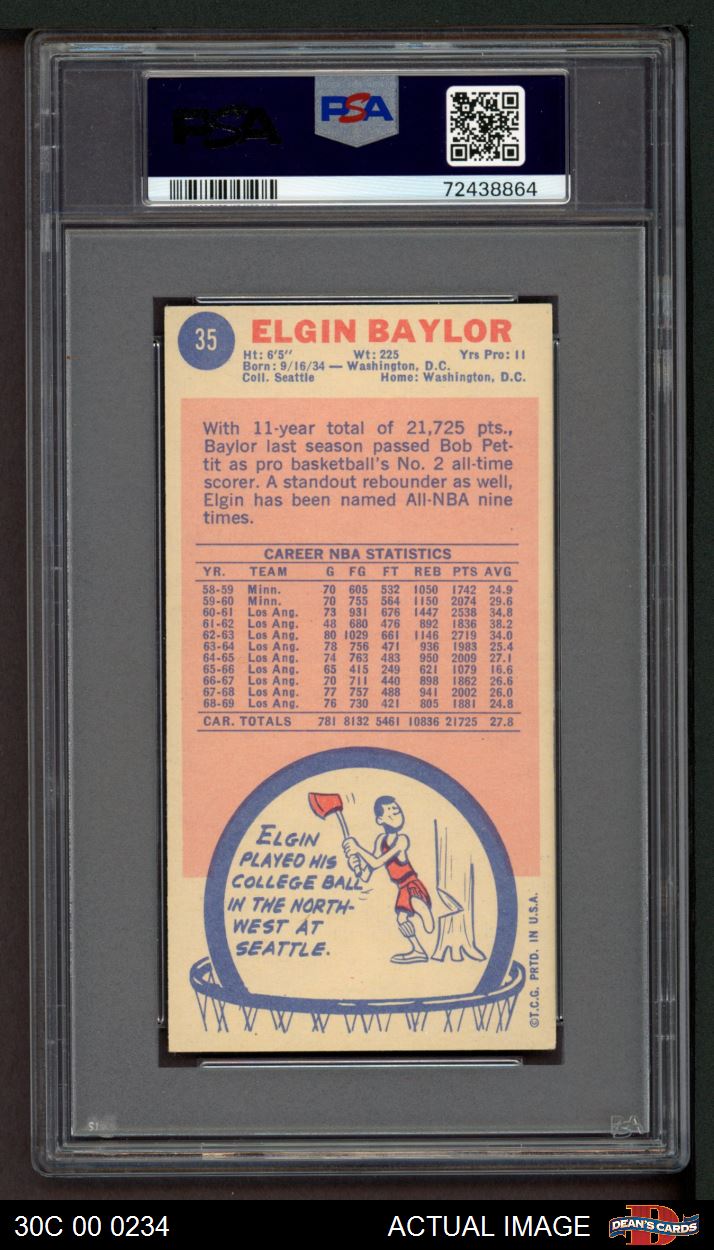 PSA
PSA
72438864
35
ELGIN BAYLOR
Ht: 6'5" Wt: 225 Yrs Pro: 11
Born: 9/16/34 — Washington, D.C.
Coll. Seattle Home: Washington, D.C.
With 11-year total of 21,725 pts.,
Baylor last season passed Bob Pet-
tit as pro basketball's No. 2 all-time
scorer. A standout rebounder as well,
Elgin has been named All-NBA nine
times.
CAREER NBA STATISTICS
YR. TEAM G FG FT REB PTS AVG
58-59 Minn. 70 605 532 1050 1742 24.9
59-60 Minn. 70 755 564 1150 2074 29.6
60-61 Los Ang. 73 931 676 1447 2538 34.8
61-62 Los Ang. 48 680 476 892 1836 38.2
62-63 Los Ang. 80 1029 661 1146 2719 34.0
63-64 Los Ang. 78 756 471 936 1983 25.4
64-65 Los Ang. 74 763 483 950 2009 27.1
65-66 Los Ang. 65 415 249 621 1079 16.6
66-67 Los Ang. 70 711 440 898 1862 26.6
67-68 Los Ang. 77 757 488 941 2002 26.0
68-69 Los Ang. 76 730 421 805 1881 24.8
CAR. TOTALS 781 8132 5461 10836 21725 27.8
ELGIN
PLAYED HIS
COLLEGE BALL
IN THE NORTH-
WEST AT
SEATTLE.
©T.C.G. PRTD. IN U.S.A.
PSA
30C 00 0234
ACTUAL IMAGE
DEAN'S CARDS